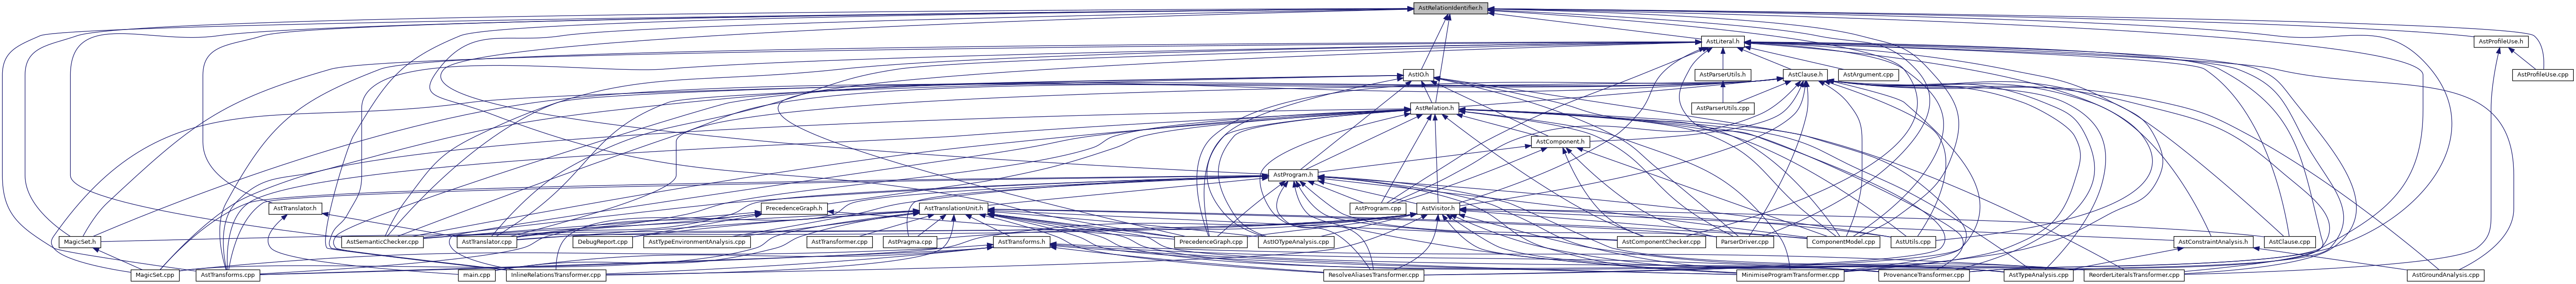 AstRelationIdentifier.h
AstLiteral.h
AstProfileUse.h
AstIO.h
AstParserUtils.h
AstClause.h
AstArgument.cpp
AstProfileUse.cpp
AstRelation.h
AstParserUtils.cpp
AstComponent.h
AstProgram.h
AstTranslator.h
PrecedenceGraph.h
AstTranslationUnit.h
AstProgram.cpp
AstVisitor.h
MagicSet.h
AstSemanticChecker.cpp
AstTranslator.cpp
DebugReport.cpp
AstTypeEnvironmentAnalysis.cpp
AstTransformer.cpp
AstPragma.cpp
AstTransforms.h
PrecedenceGraph.cpp
AstIOTypeAnalysis.cpp
AstComponentChecker.cpp
ParserDriver.cpp
ComponentModel.cpp
AstUtils.cpp
AstConstraintAnalysis.h
AstClause.cpp
MagicSet.cpp
AstTransforms.cpp
main.cpp
InlineRelationsTransformer.cpp
ResolveAliasesTransformer.cpp
MinimiseProgramTransformer.cpp
ProvenanceTransformer.cpp
AstTypeAnalysis.cpp
ReorderLiteralsTransformer.cpp
AstGroundAnalysis.cpp